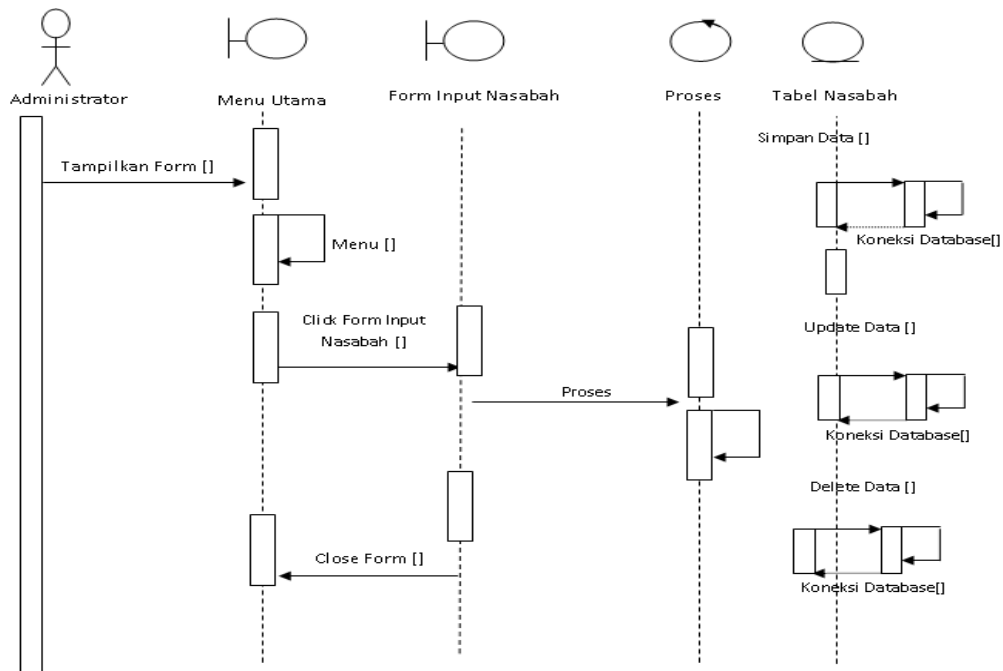 Administrator
Menu Utama
Form Input Nasabah
Proses
Tabel Nasabah
Simpan Data []
Tampilkan Form []
Menu []
Koneksi Database[]
Click Form Input
Nasabah []
Update Data []
Proses
Koneksi Database[]
Delete Data []
Close Form []
Koneksi Database[]